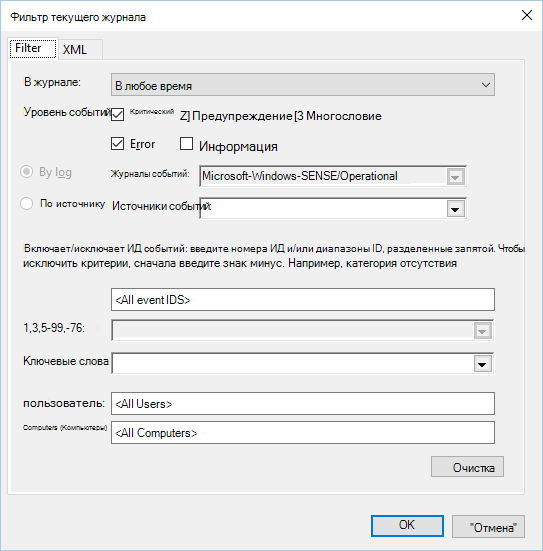 Фильтр текущего журнала
Filter XML
В журнале: В любое время
Уровень событий Критический Z] Предупреждение [3 Многословие
Error Информация
By log Журналы событий: Microsoft-Windows-SENSE/Operational
По источнику Источники событий:
Включает/исключает ИД событий: введите номера ИД и/или диапазоны ID, разделенные запятой. Чтобы
исключить критерии, сначала введите знак минус. Например, категория отсутствия
<All event IDS>
1,3,5-99,-76:
Ключевые слова
пользователь: <All Users>
Computers (Компьютеры) <All Computers>
Очистка
OK "Отмена"